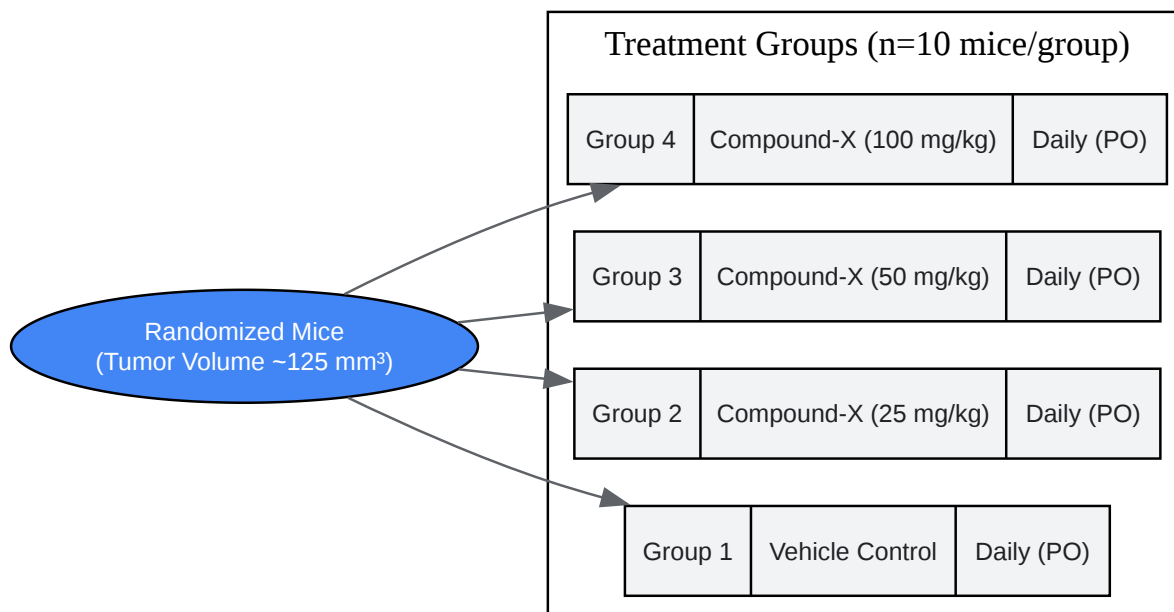 Treatment Groups (n=10 mice/group)
Group 4 Compound-X (100 mg/kg) Daily (PO)
Group 3 Compound-X (50 mg/kg) Daily (PO)
Randomized Mice
(Tumor Volume ~125 mm³)
Group 2 Compound-X (25 mg/kg) Daily (PO)
Group 1 Vehicle Control Daily (PO)